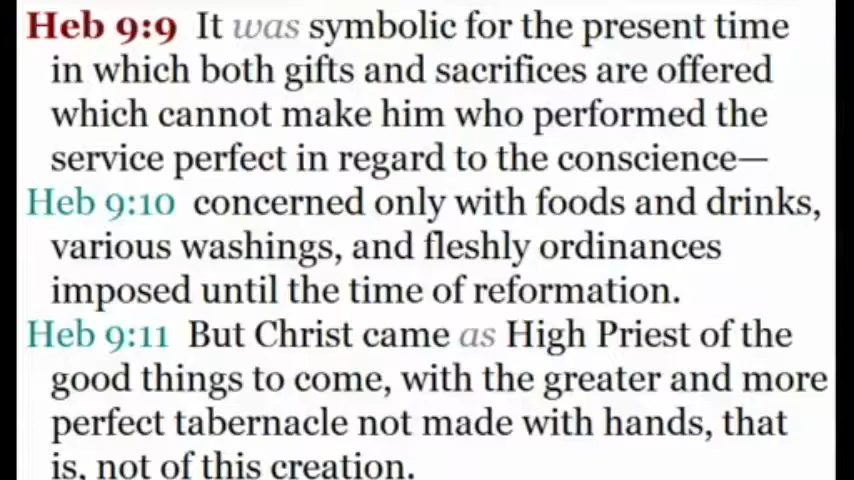 Heb 9:9 It was symbolic for the present time
in which both gifts and sacrifices are offered
which cannot make him who performed the
service perfect in regard to the conscience—
Heb 9:10 concerned only with foods and drinks,
various washings, and fleshly ordinances
imposed until the time of reformation.
Heb 9:11 But Christ came as High Priest of the
good things to come, with the greater and more
perfect tabernacle not made with hands, that
is, not of this creation.